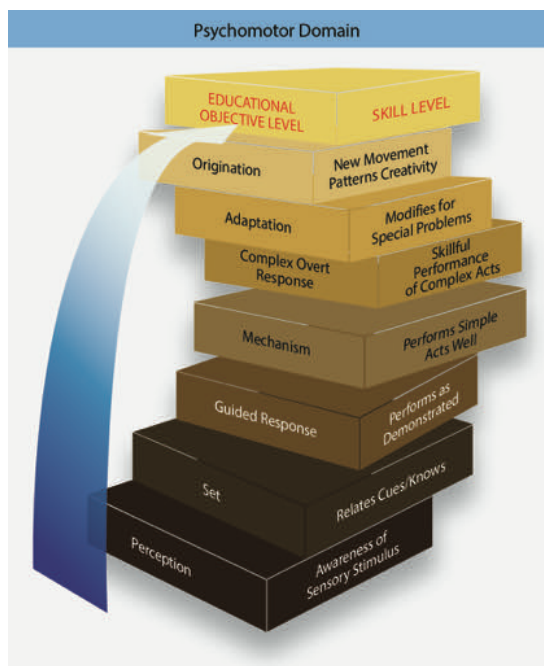 Psychomotor Domain
EDUCATIONAL
OBJECTIVE LEVEL
SKILL LEVEL
Origination
New Movement
Patterns Creativity
Adaptation
Modifies for
Special Problems
Complex Overt
Response
Skillful
Performance
of Complex Acts
Mechanism
Performs Simple
Acts Well
Guided Response
Performs as
Demonstrated
Set
Relates Cues/Knows
Perception
Awareness of
Sensory Stimulus